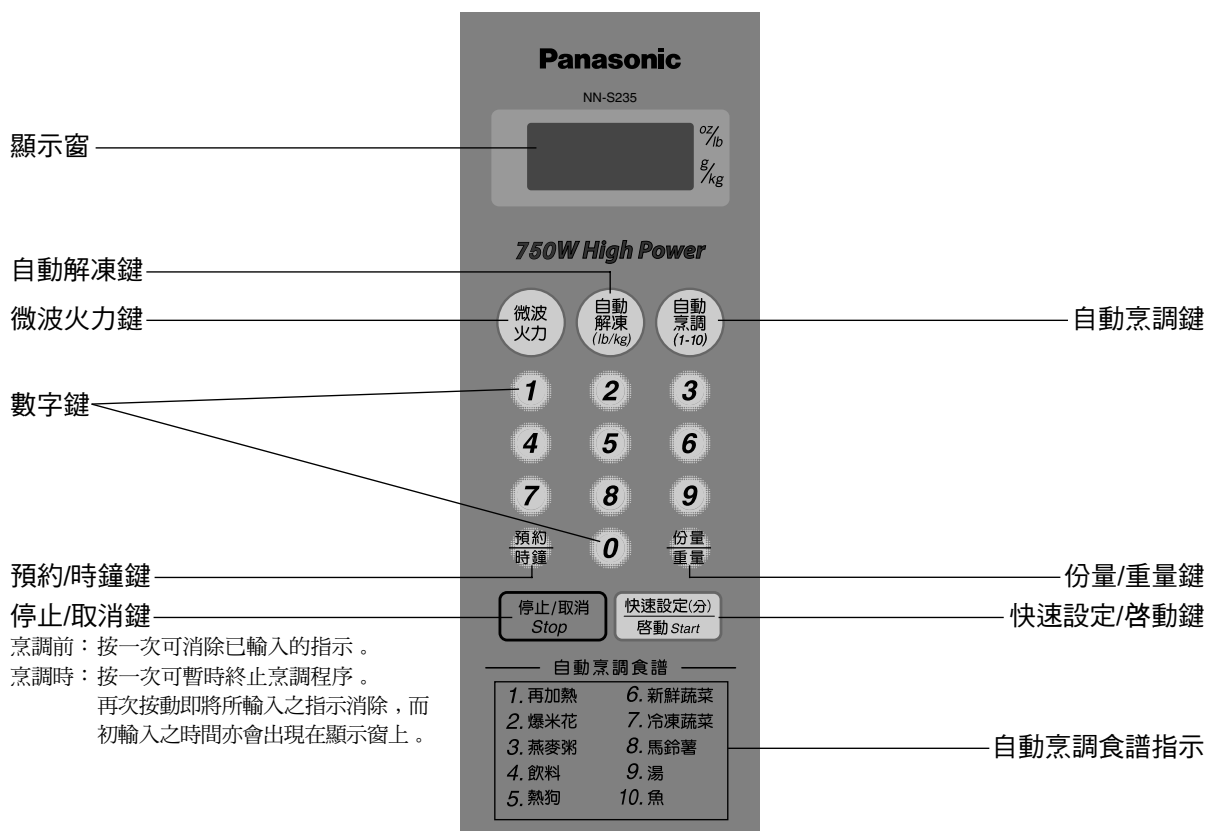 Panasonic
NN-S235
oz/lb
g/kg
顯示窗
750W High Power
自動解凍鍵
微波火力鍵
自動烹調鍵
微波
火力
自動
解凍
(lb/kg)
自動
烹調
(1-10)
數字鍵
1 2 3
4 5 6
7 8 9
預約
時鐘
0
份量
重量
預約/時鐘鍵
份量/重量鍵
停止/取消鍵
快速設定/啓動鍵
停止/取消
Stop
快速設定(分)
啓動 Start
烹調前：按一次可消除已輸入的指示。
烹調時：按一次可暫時終止烹調程序。
再次按動即將所輸入之指示消除，而
初輸入之時間亦會出現在顯示窗上。
自動烹調食譜
1. 再加熱 6. 新鮮蔬菜
2. 爆米花 7. 冷凍蔬菜
3. 燕麥粥 8. 馬鈴薯
4. 飲料 9. 湯
5. 熱狗 10. 魚
自動烹調食譜指示